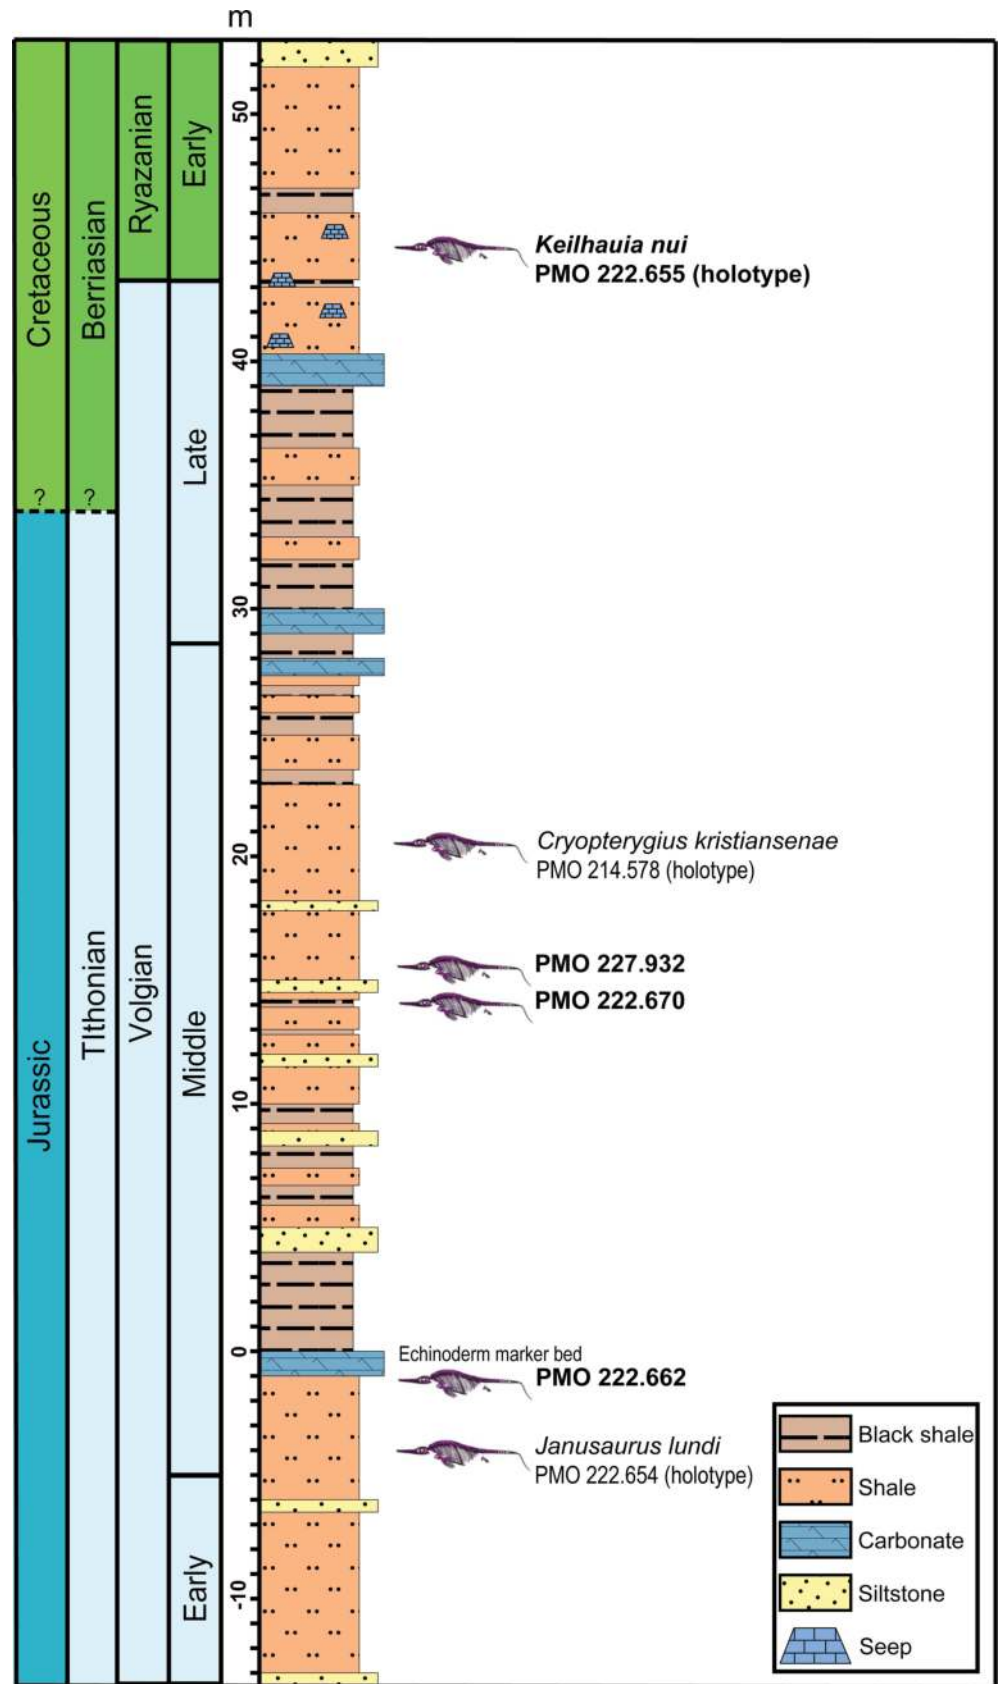 m
Cretaceous
Berriasian
Ryazanian
Early
50
Keilhauia nui
PMO 222.655 (holotype)
40
Late
?
?
30
Cryopterygius kristiansenae
PMO 214.578 (holotype)
20
Jurassic
TIthonian
Volgian
Middle
PMO 227.932
PMO 222.670
10
0
Echinoderm marker bed
PMO 222.662
Janusaurus lundi
PMO 222.654 (holotype)
Early
-10
Black shale
Shale
Carbonate
Siltstone
Seep